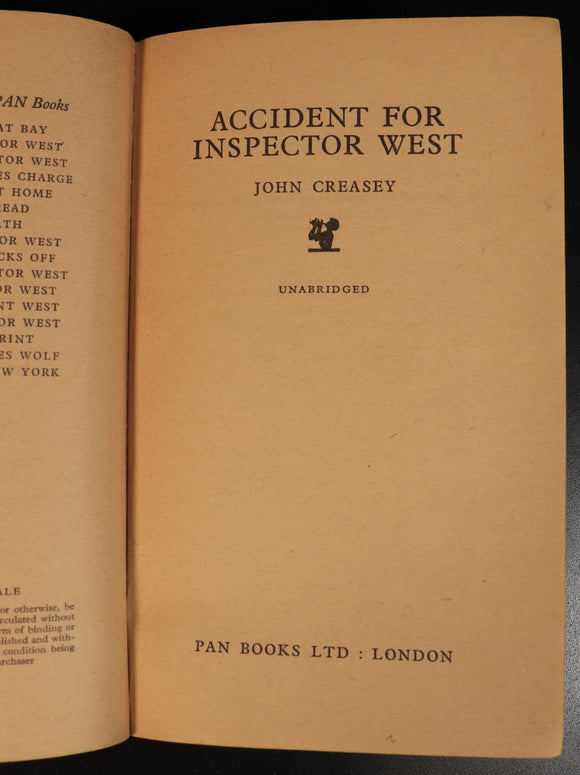 PAN Books
AT BAY
OR WEST
TOR WEST
ES CHARGE
T HOME
READ
TH
OR WEST
CKS OFF
TOR WEST
OR WEST
NT WEST
OR WEST
RINT
ES WOLF
W YORK
ALE
or otherwise, be
rculated without
rm of binding or
lished and with-
condition being
rchaser
ACCIDENT FOR
INSPECTOR WEST
JOHN CREASEY
UNABRIDGED
PAN BOOKS LTD : LONDON